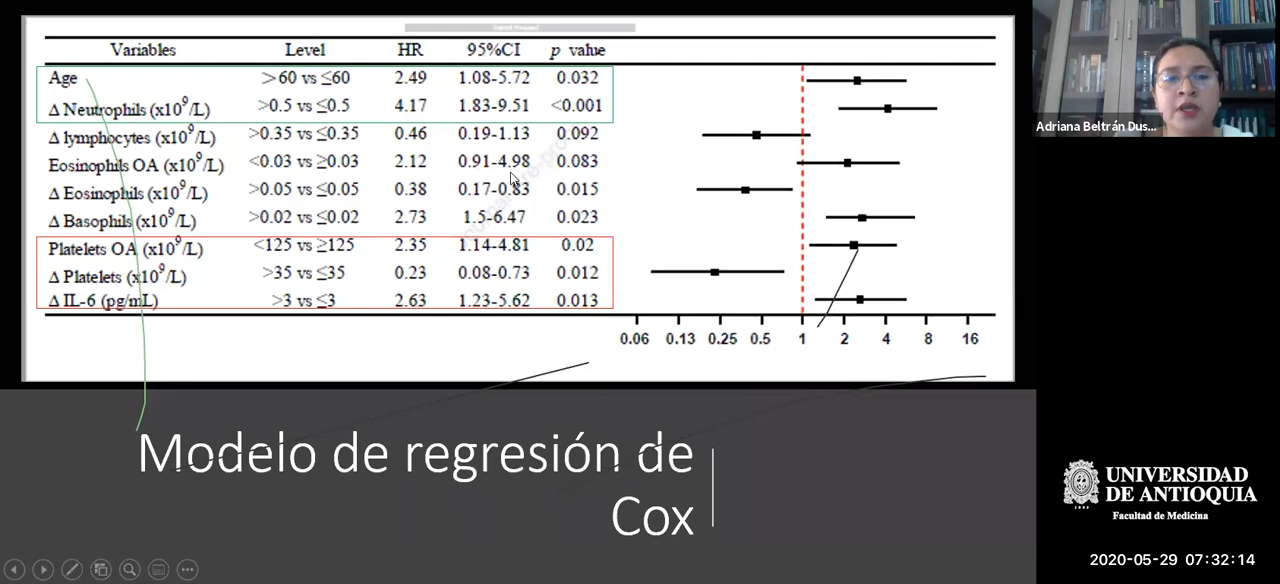 Variables Level HR 95%CI p value
Age >60 vs ≤60 2.49 1.08-5.72 0.032
Δ Neutrophils (x10⁹/L) >0.5 vs ≤0.5 4.17 1.83-9.51 <0.001
Δ lymphocytes (x10⁹/L) >0.35 vs ≤0.35 0.46 0.19-1.13 0.092
Eosinophils OA (x10⁹/L) <0.03 vs ≥0.03 2.12 0.91-4.98 0.083
Δ Eosinophils (x10⁹/L) >0.05 vs ≤0.05 0.38 0.17-0.83 0.015
Δ Basophils (x10⁹/L) >0.02 vs ≤0.02 2.73 1.5-6.47 0.023
Platelets OA (x10⁹/L) <125 vs ≥125 2.35 1.14-4.81 0.02
Δ Platelets (x10⁹/L) >35 vs ≤35 0.23 0.08-0.73 0.012
Δ IL-6 (pg/mL) >3 vs ≤3 2.63 1.23-5.62 0.013
0.06 0.13 0.25 0.5 1 2 4 8 16
Modelo de regresión de
Cox
Adriana Beltrán Dus...
UNIVERSIDAD
DE ANTIOQUIA
1803
Facultad de Medicina
2020-05-29 07:32:14